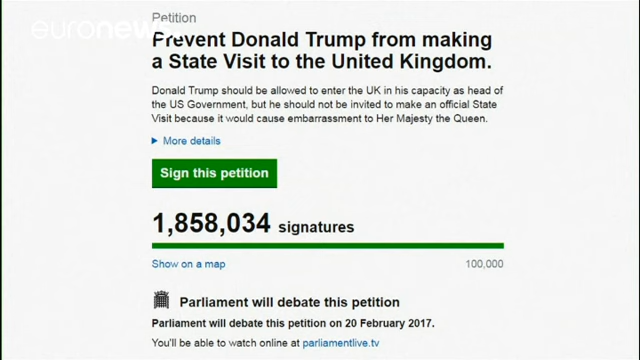 Petition
euronews.
Prevent Donald Trump from making
a State Visit to the United Kingdom.
Donald Trump should be allowed to enter the UK in his capacity as head of
the US Government, but he should not be invited to make an official State
Visit because it would cause embarrassment to Her Majesty the Queen.
More details
Sign this petition
1,858,034 signatures
Show on a map 100,000
Parliament will debate this petition
Parliament will debate this petition on 20 February 2017.
You'll be able to watch online at parliamentlive.tv